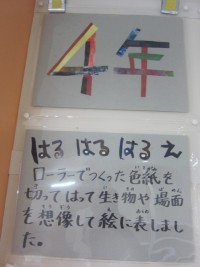 4年
はる はる はる え
ローラーでつくった色紙を
切ってはって生き物や場面
を想像して絵に表しまし
た。